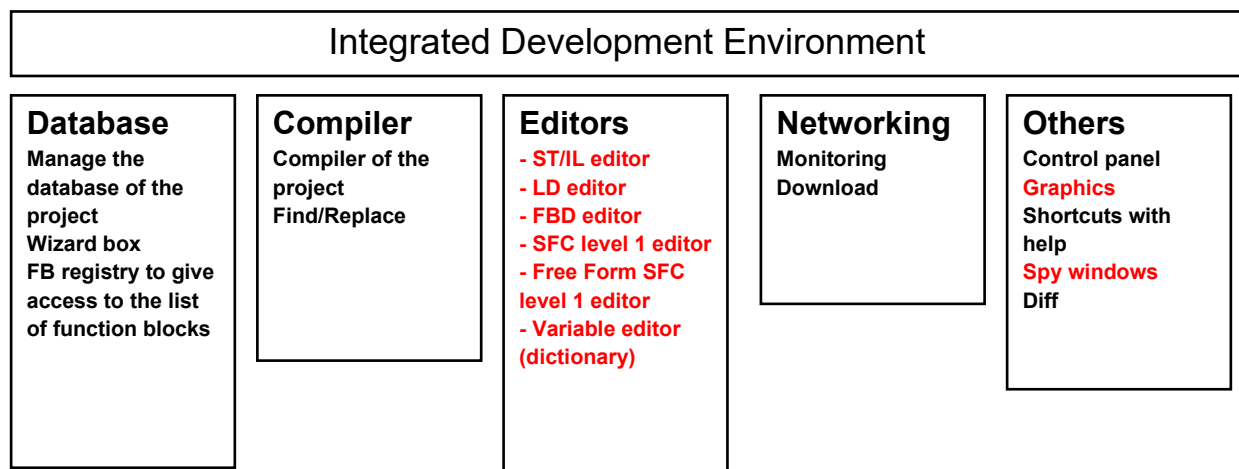 Integrated Development Environment
Database
Manage the
database of the
project
Wizard box
FB registry to give
access to the list
of function blocks
Compiler
Compiler of the
project
Find/Replace
Editors
- ST/IL editor
- LD editor
- FBD editor
- SFC level 1 editor
- Free Form SFC
level 1 editor
- Variable editor
(dictionary)
Networking
Monitoring
Download
Others
Control panel
Graphics
Shortcuts with
help
Spy windows
Diff